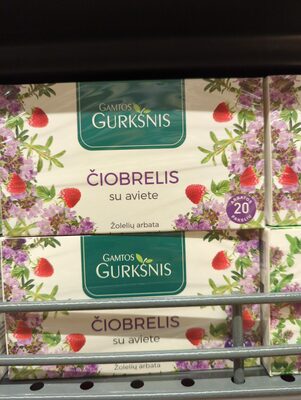 GAMTOS
GURKŠNIS
ČIOBRELIS
su aviete
Žolelių arbata
20
GAMTOS
GURKŠNIS
ČIOBRELIS
su aviete
Žolelių arbata